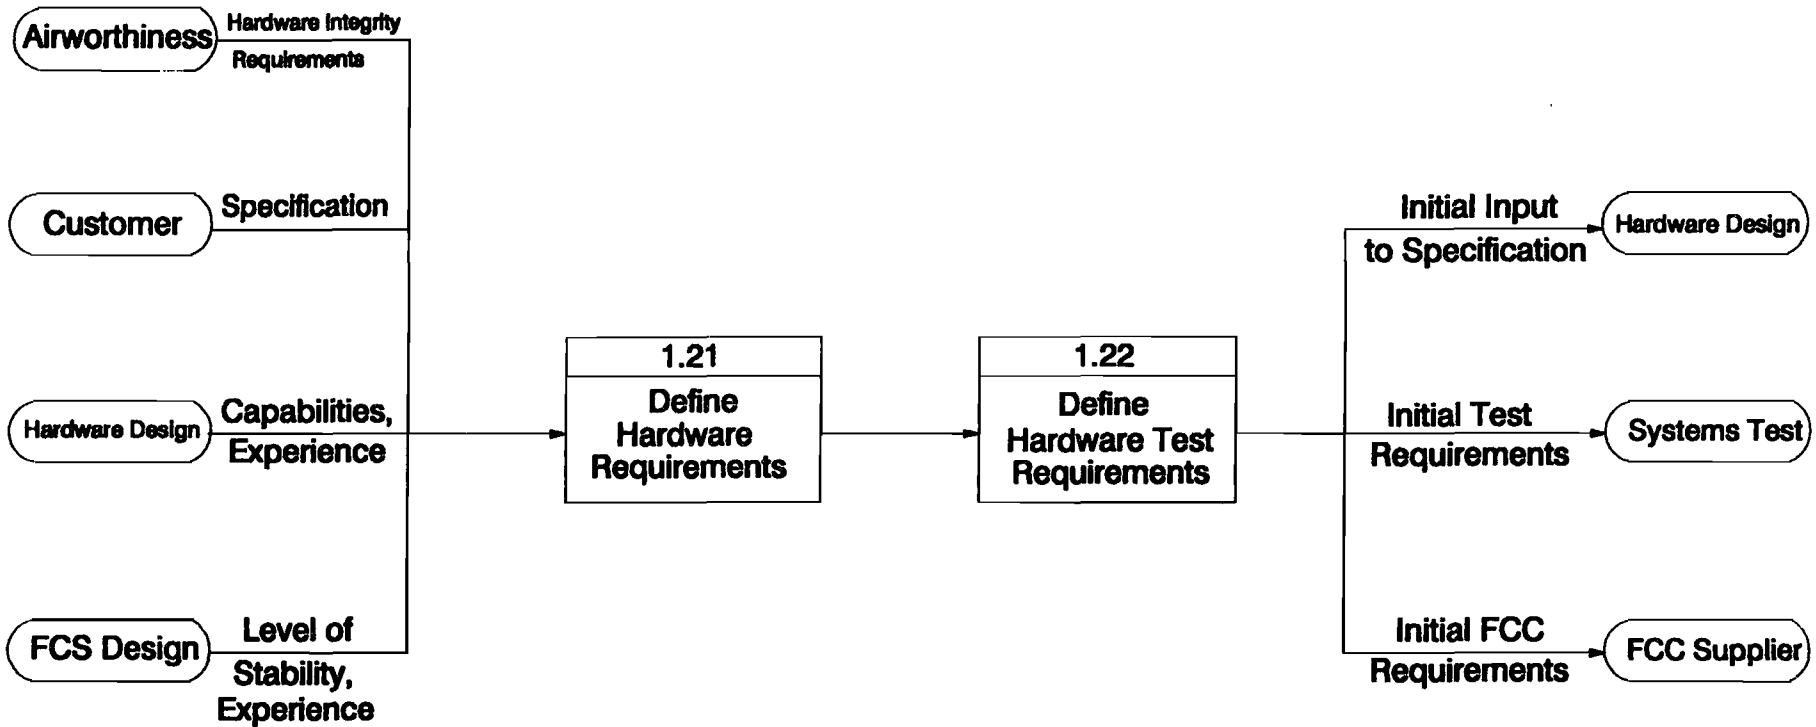 Airworthiness
Hardware Integrity
Requirements
Customer
Specification
Hardware Design
Capabilities,
Experience
FCS Design
Level of
Stability,
Experience
1.21
Define
Hardware
Requirements
1.22
Define
Hardware Test
Requirements
Initial Input
to Specification
Hardware Design
Initial Test
Requirements
Systems Test
Initial FCC
Requirements
FCC Supplier